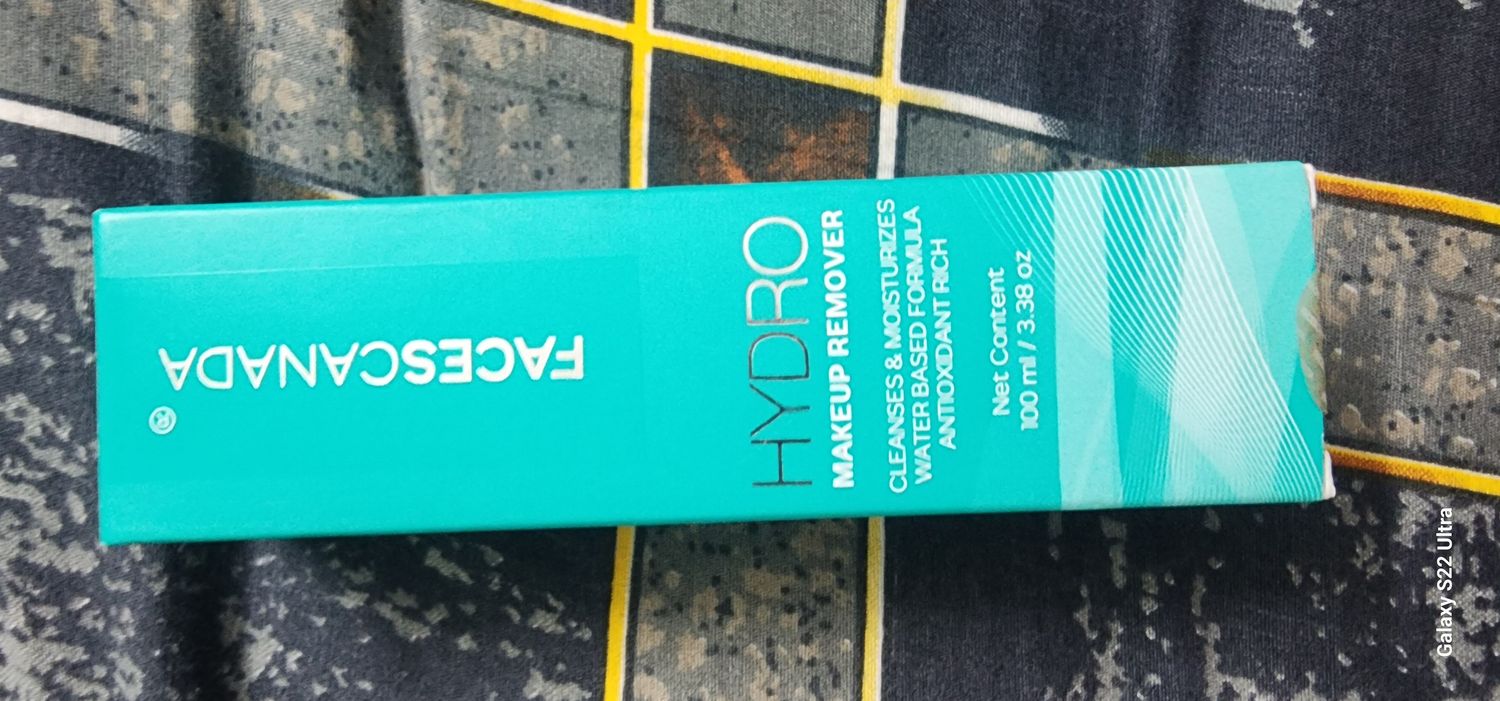 FACESCANADA
HYDRO
MAKEUP REMOVER
CLEANSES & MOISTURIZES
WATER BASED FORMULA
ANTIOXIDANT RICH
Net Content
100 ml / 3.38 oz
Galaxy S22 Ultra